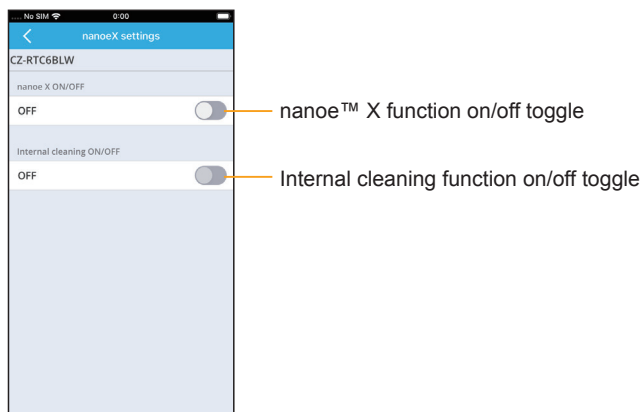 ..... No SIM 0:00
nanoeX settings
CZ-RTC6BLW
nanoe X ON/OFF
OFF
nanoe™ X function on/off toggle
Internal cleaning ON/OFF
OFF
Internal cleaning function on/off toggle